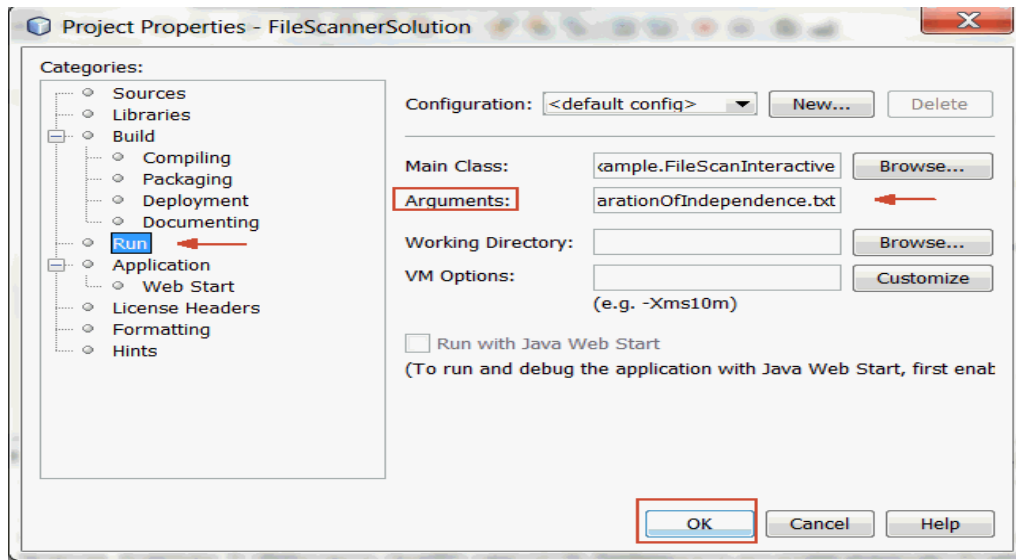 Project Properties - FileScannerSolution
Categories:
Sources
Libraries
Build
Compiling
Packaging
Deployment
Documenting
Run
Application
Web Start
License Headers
Formatting
Hints
Configuration: <default config> New... Delete
Main Class: xample.FileScanInteractive Browse...
Arguments: arationOfIndependence.txt
Working Directory: Browse...
VM Options: Customize
(e.g. -Xms10m)
Run with Java Web Start
(To run and debug the application with Java Web Start, first enab
OK Cancel Help